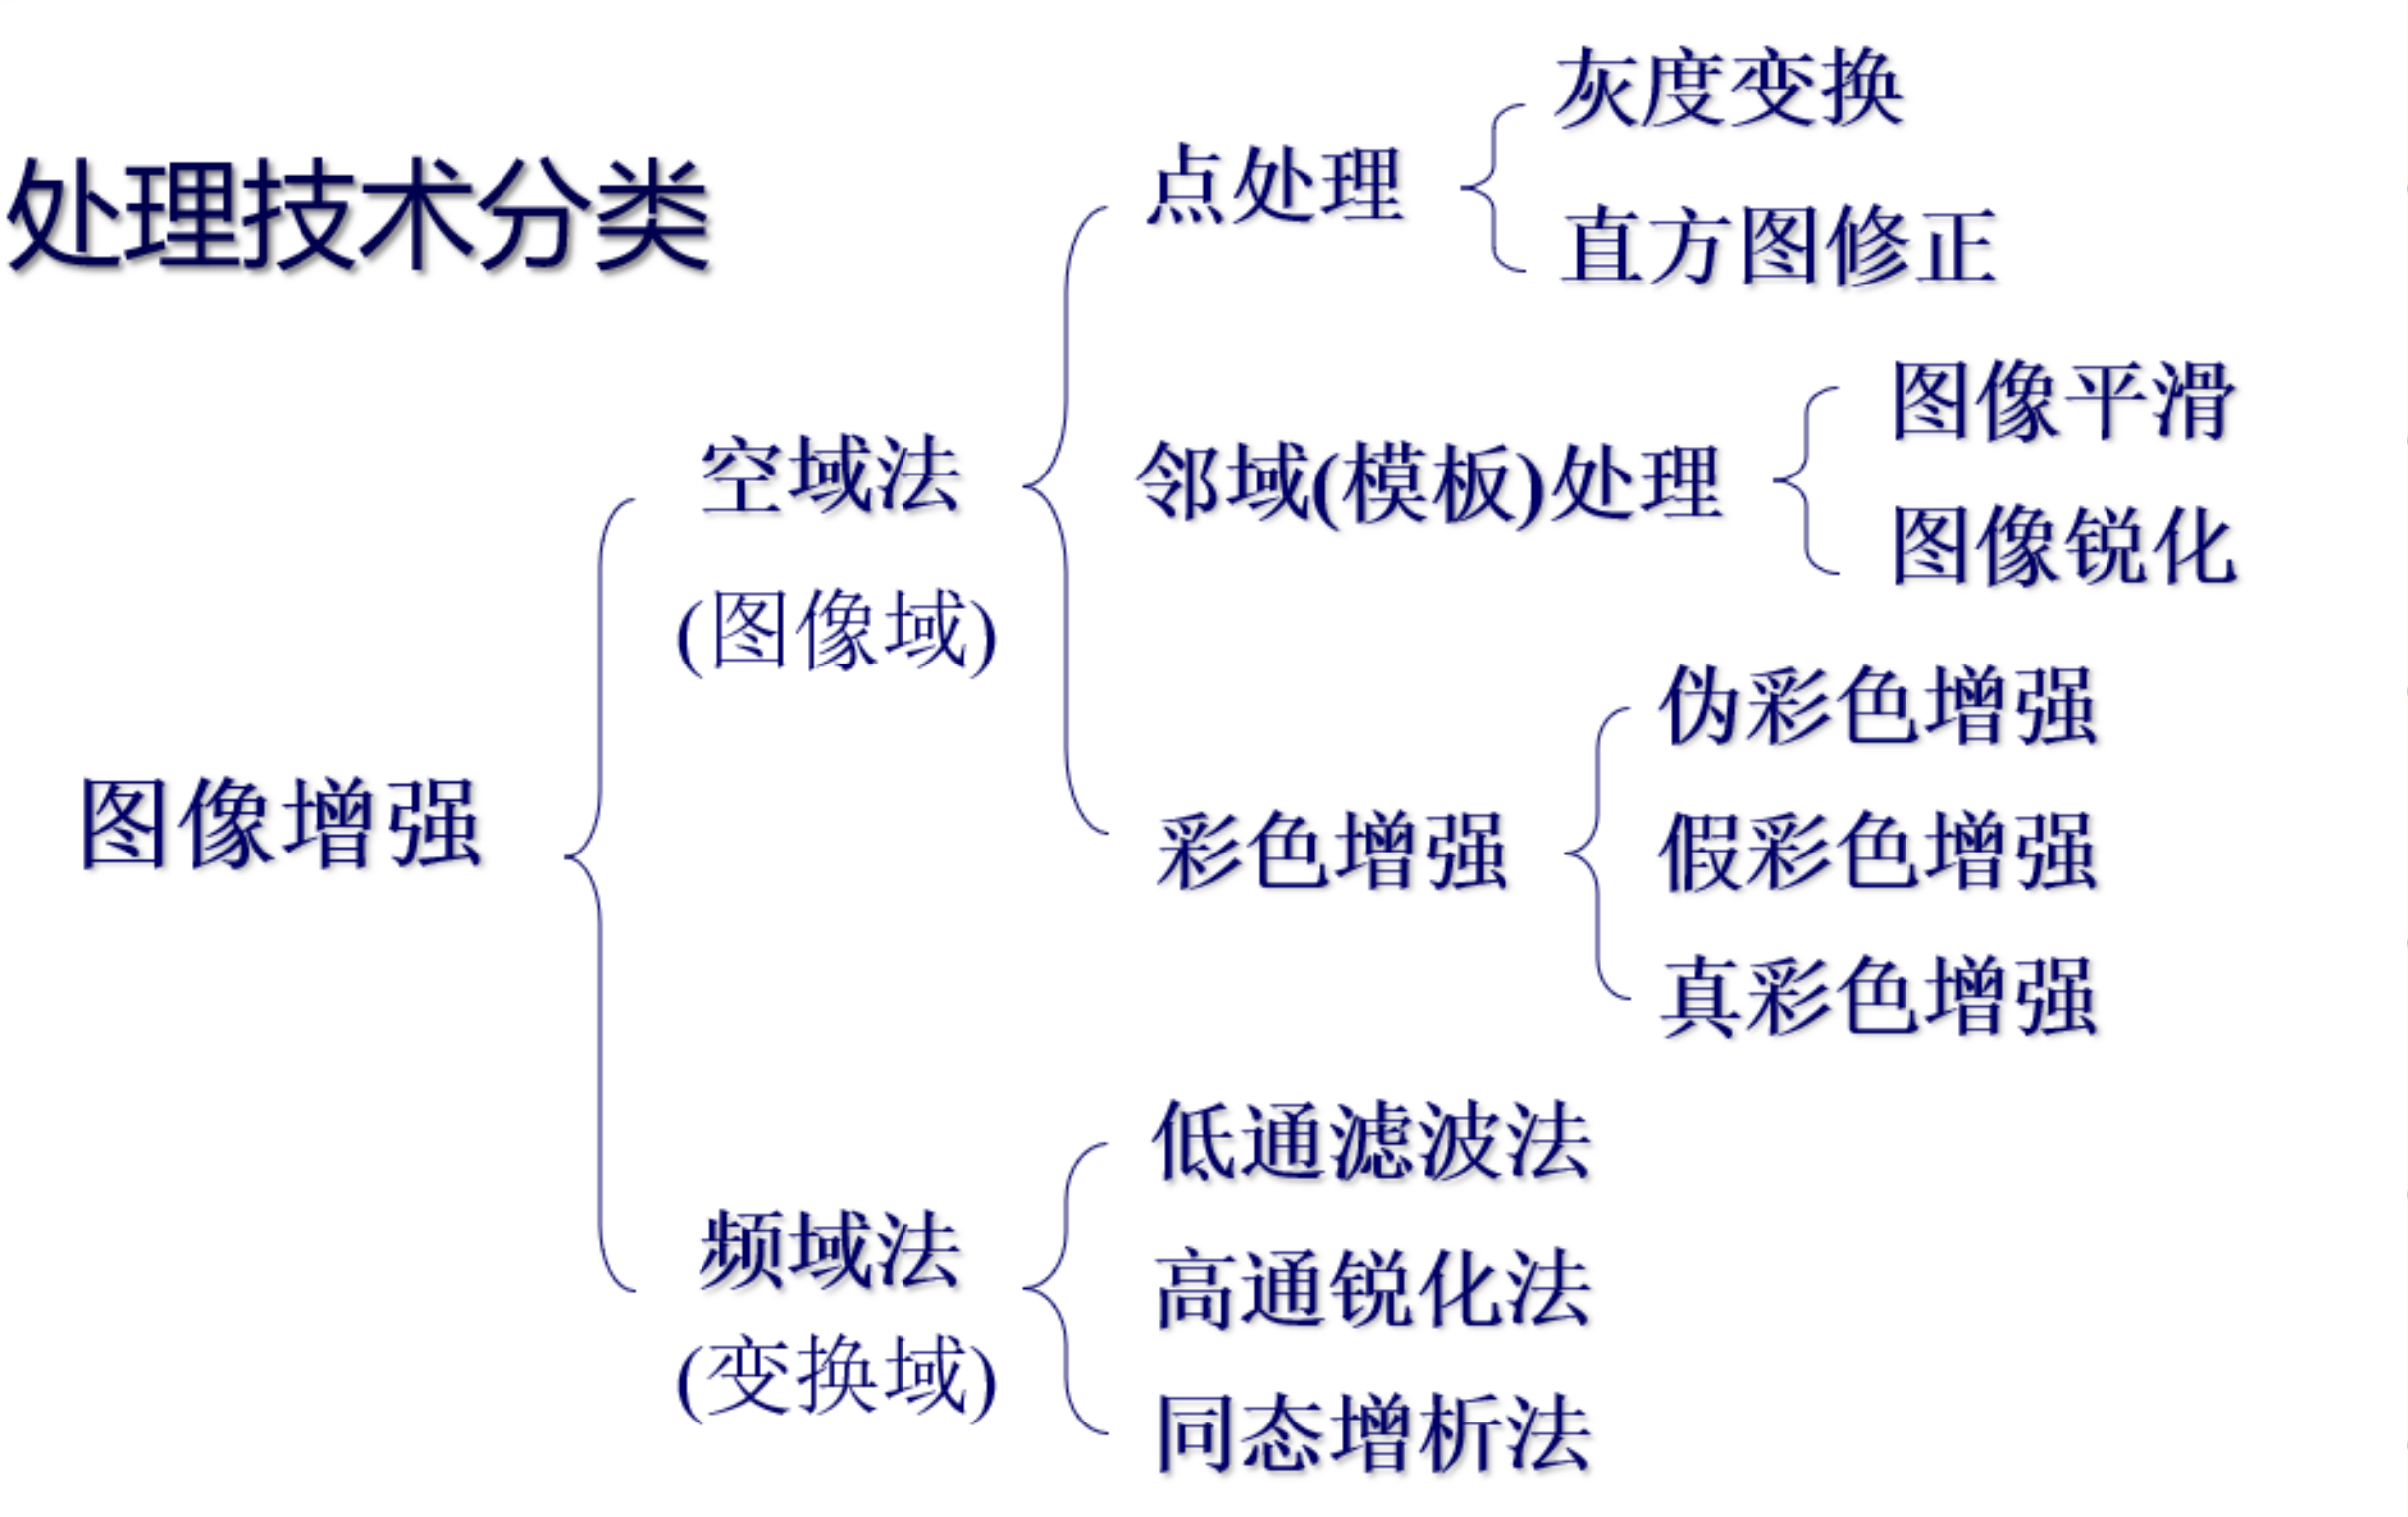 处理技术分类
图像增强
空域法
(图像域)
点处理
灰度变换
直方图修正
邻域(模板)处理
图像平滑
图像锐化
彩色增强
伪彩色增强
假彩色增强
真彩色增强
频域法
(变换域)
低通滤波法
高通锐化法
同态增析法